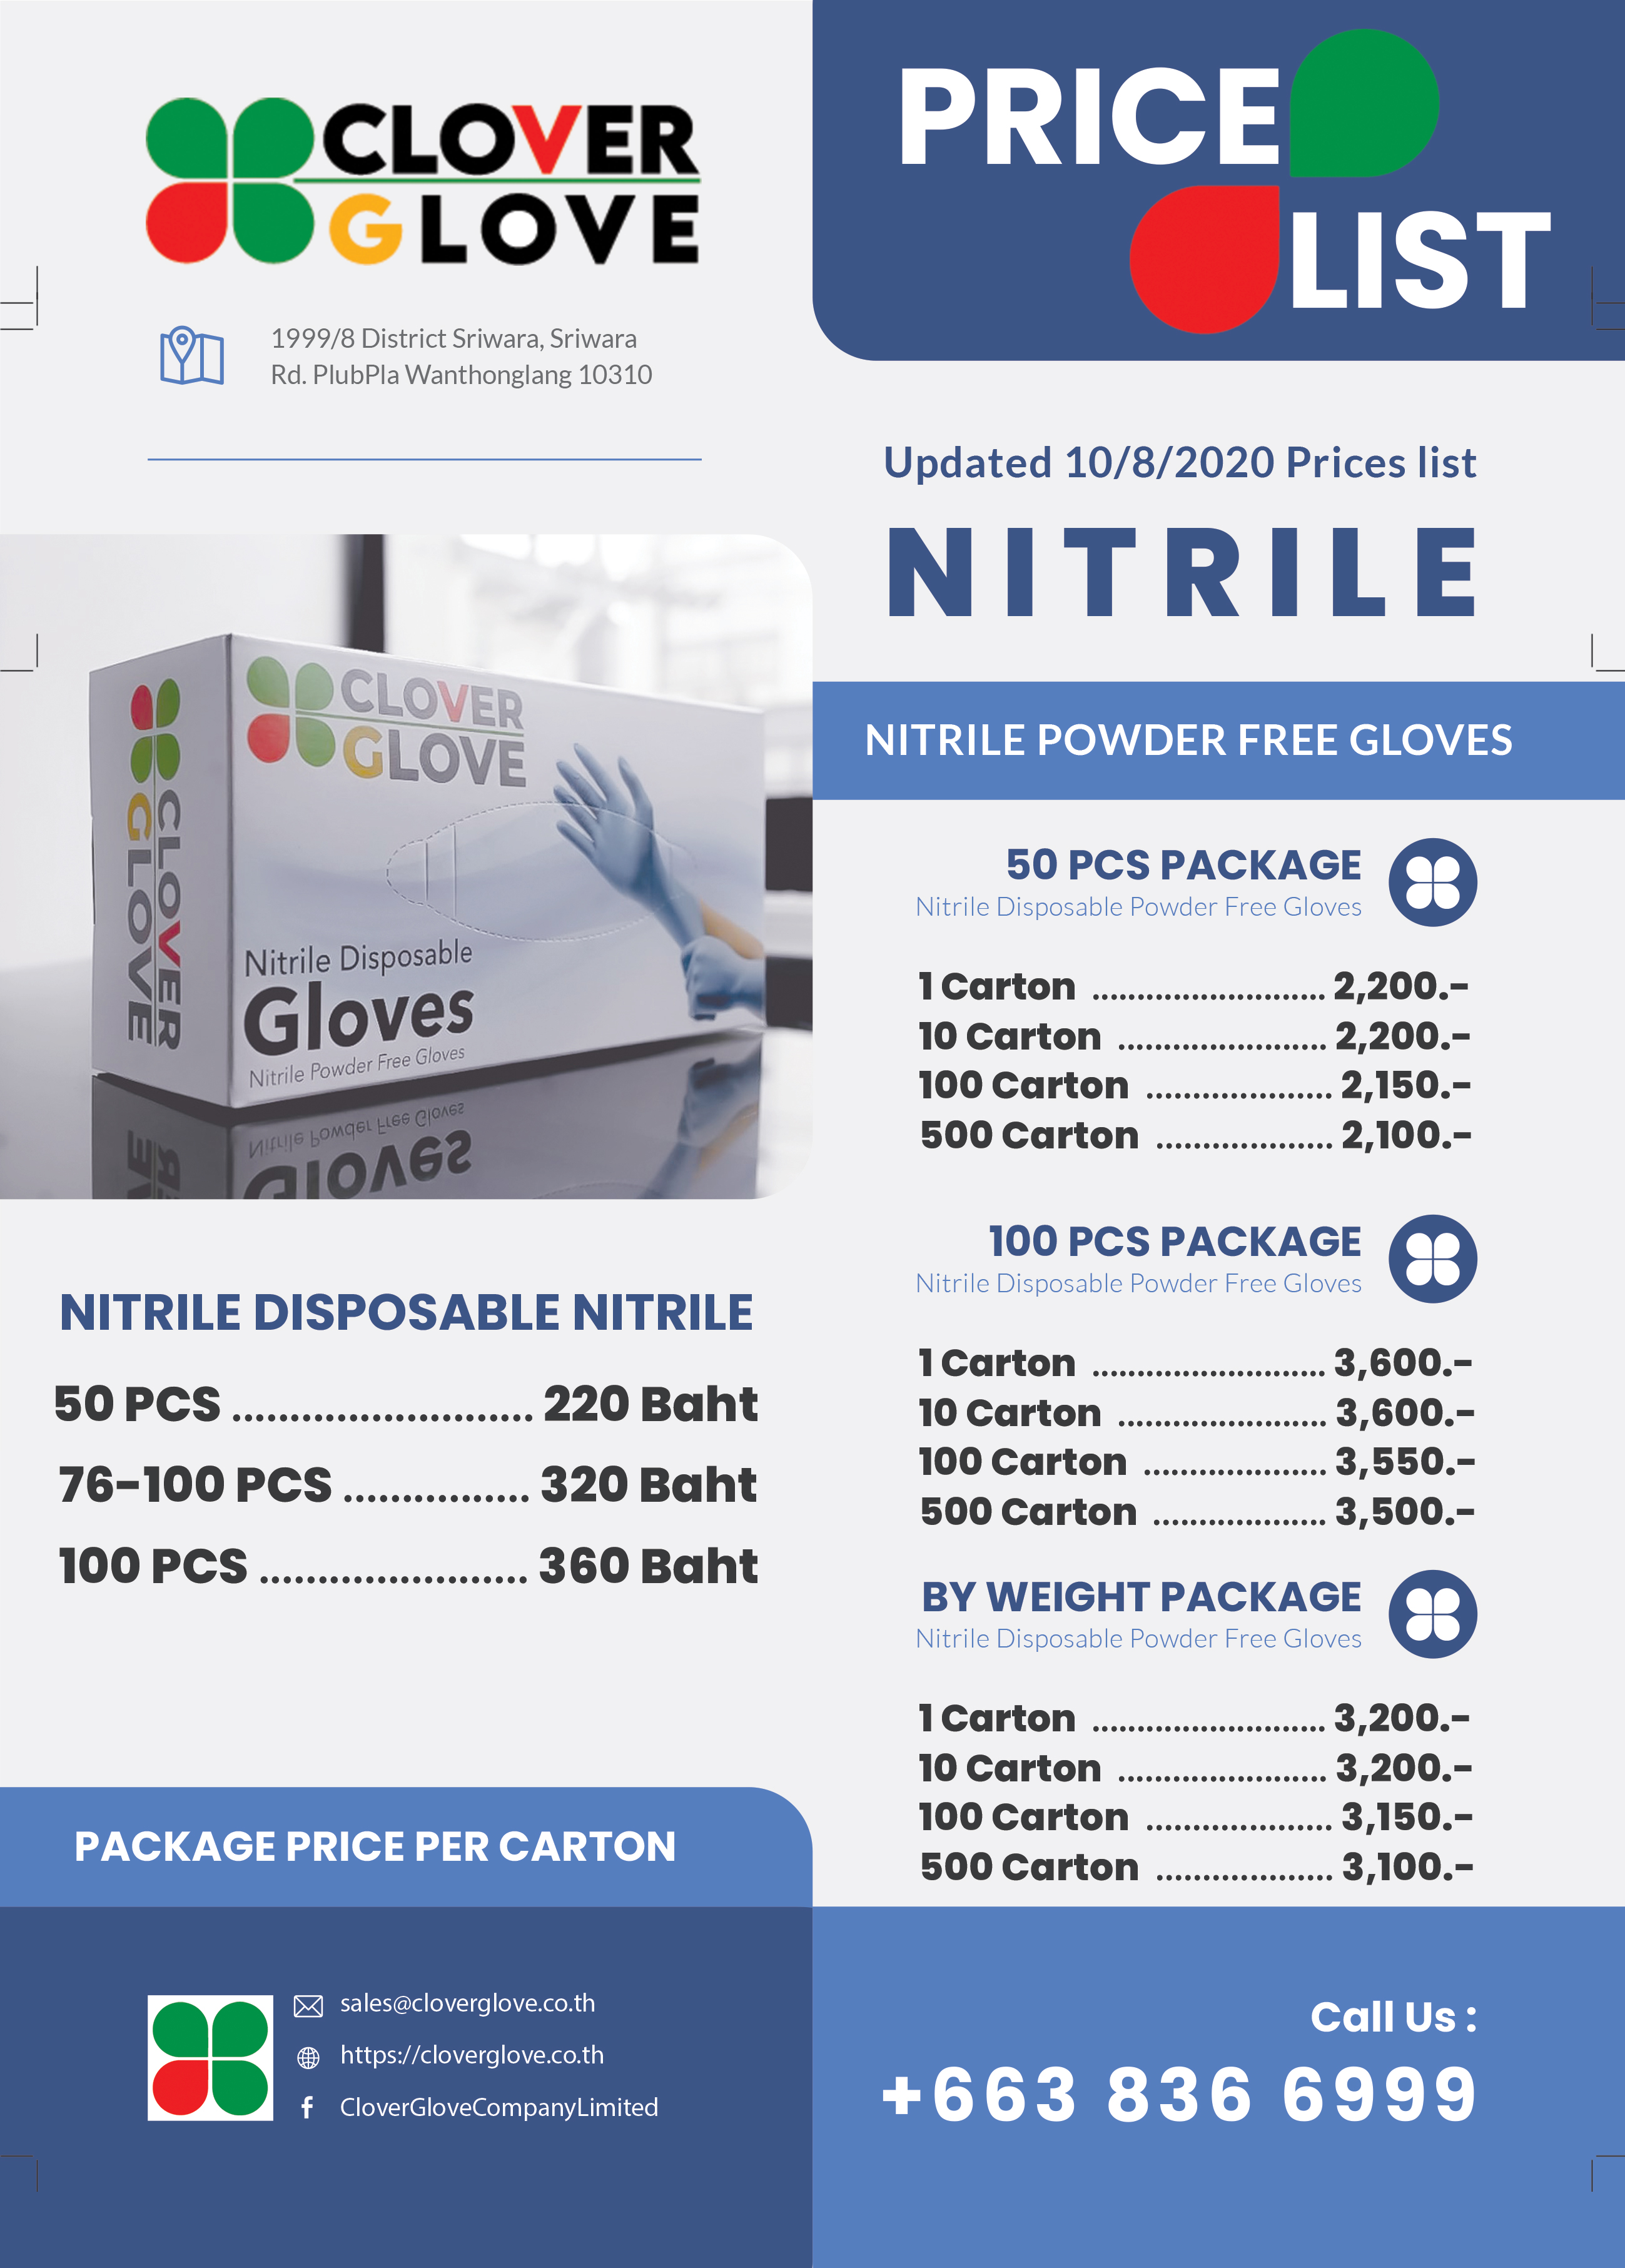 CLOVER
GLOVE
1999/8 District Sriwara, Sriwara
Rd. PlubPla Wanthonglang 10310
PRICE
LIST
Updated 10/8/2020 Prices list
NITRILE
NITRILE POWDER FREE GLOVES
CLOVER
GLOVE
CLOVER
GLOVE
Nitrile Disposable
Gloves
Nitrile Powder Free Gloves
NITRILE DISPOSABLE NITRILE
50 PCS .......................... 220 Baht
76-100 PCS ................ 320 Baht
100 PCS ....................... 360 Baht
PACKAGE PRICE PER CARTON
50 PCS PACKAGE
Nitrile Disposable Powder Free Gloves
1 Carton .......................... 2,200.-
10 Carton ....................... 2,200.-
100 Carton ..................... 2,150.-
500 Carton .................... 2,100.-
100 PCS PACKAGE
Nitrile Disposable Powder Free Gloves
1 Carton .......................... 3,600.-
10 Carton ....................... 3,600.-
100 Carton ..................... 3,550.-
500 Carton .................... 3,500.-
BY WEIGHT PACKAGE
Nitrile Disposable Powder Free Gloves
1 Carton .......................... 3,200.-
10 Carton ....................... 3,200.-
100 Carton ..................... 3,150.-
500 Carton .................... 3,100.-
sales@cloverglove.co.th
https://cloverglove.co.th
CloverGloveCompanyLimited
Call Us :
+663 836 6999